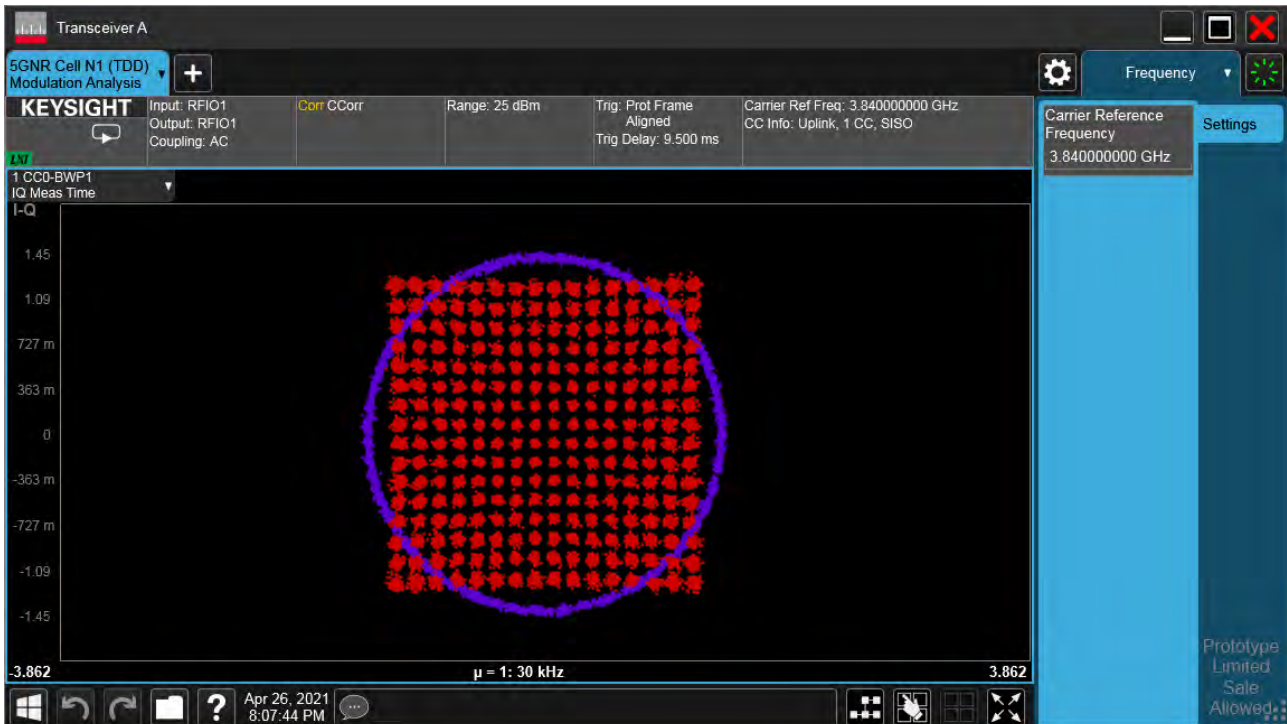 Transceiver A
5GNR Cell N1 (TDD)
Modulation Analysis
+
Frequency
KEYSIGHT
LXI
Input: RFIO1
Output: RFIO1
Coupling: AC
Corr CCorr
Range: 25 dBm
Trig: Prot Frame
Aligned
Trig Delay: 9.500 ms
Carrier Ref Freq: 3.840000000 GHz
CC Info: Uplink, 1 CC, SISO
Carrier Reference
Frequency
3.840000000 GHz
Settings
1 CC0-BWP1
IQ Meas Time
I-Q
1.45
1.09
727 m
363 m
0
-363 m
-727 m
-1.09
-1.45
-3.862
µ = 1: 30 kHz
3.862
?
Apr 26, 2021
8:07:44 PM
Prototype
Limited
Sale
Allowed